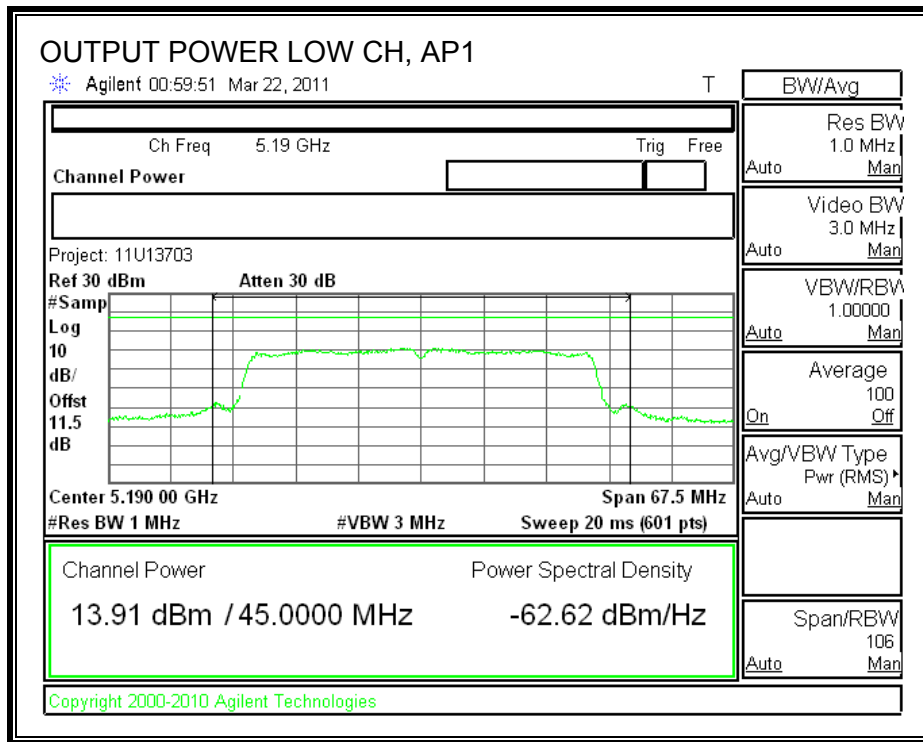 OUTPUT POWER LOW CH, AP1
Agilent 00:59:51 Mar 22, 2011 T
BW/Avg
Ch Freq 5.19 GHz Trig Free
Channel Power
Project: 11U13703
Ref 30 dBm Atten 30 dB
#Samp
Log
10
dB/
Offst
11.5
dB
Center 5.190 00 GHz Span 67.5 MHz
#Res BW 1 MHz #VBW 3 MHz Sweep 20 ms (601 pts)
Channel Power Power Spectral Density
13.91 dBm / 45.0000 MHz -62.62 dBm/Hz
Copyright 2000-2010 Agilent Technologies
Res BW
1.0 MHz
Auto Man
Video BW
3.0 MHz
Auto Man
VBW/RBW
1.00000
Auto Man
Average
100
On Off
Avg/VBW Type
Pwr (RMS)
Auto Man
Span/RBW
106
Auto Man